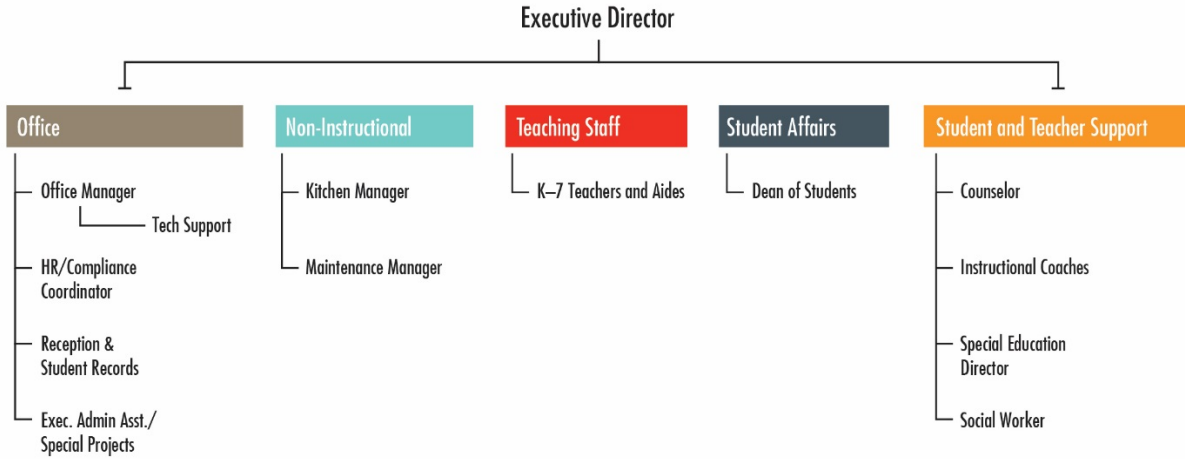 Executive Director
Office
Office Manager
Tech Support
HR/Compliance
Coordinator
Reception &
Student Records
Exec. Admin Asst./
Special Projects
Non-Instructional
Kitchen Manager
Maintenance Manager
Teaching Staff
K–7 Teachers and Aides
Student Affairs
Dean of Students
Student and Teacher Support
Counselor
Instructional Coaches
Special Education
Director
Social Worker